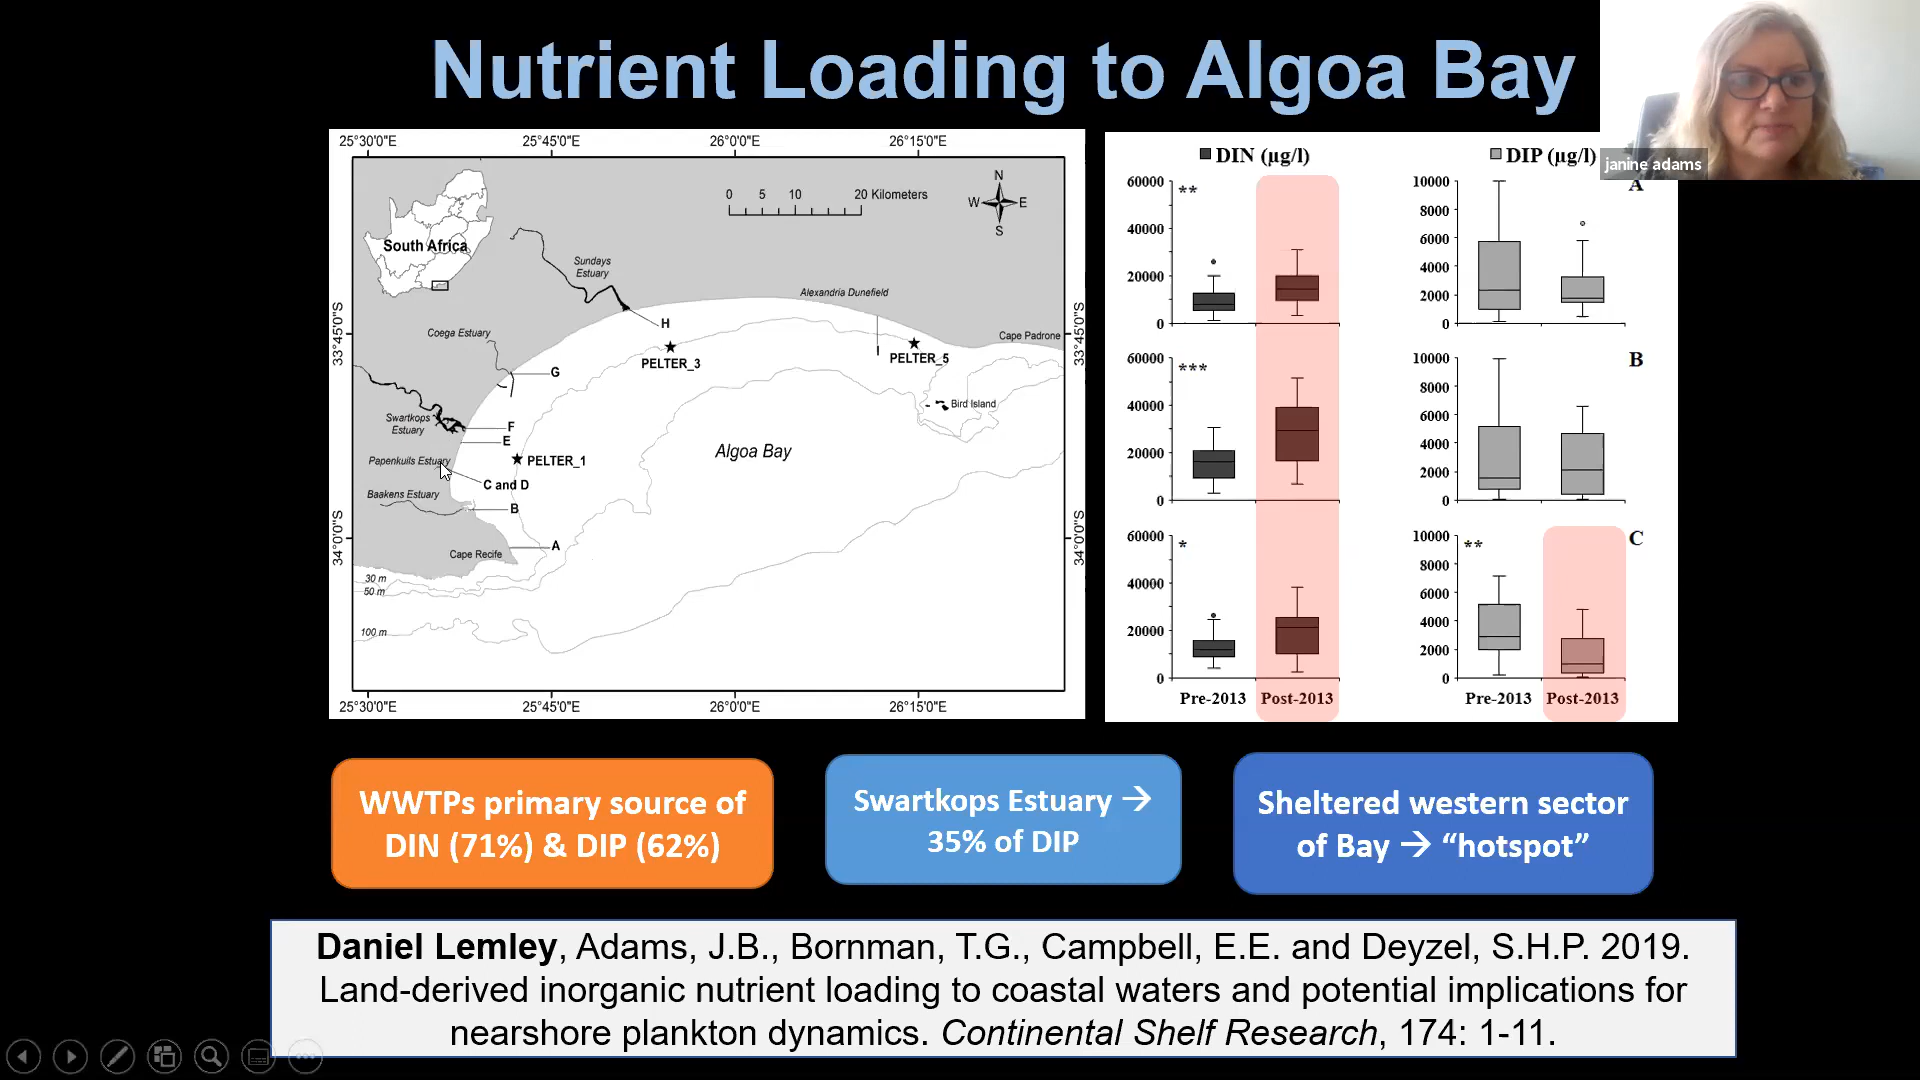 Nutrient Loading to Algoa Bay
janine adams
25°30'0"E
25°45'0"E
26°0'0"E
26°15'0"E
0 5 10 20 Kilometers
N
W E
S
South Africa
Sundays
Estuary
Alexandria Dunefield
33°45'0"S
33°45'0"S
Coega Estuary
H
Cape Padrone
PELTER_3
I
PELTER_5
G
Bird Island
Swartkops
Estuary
F
E
Algoa Bay
Papenkuils Estuary
PELTER_1
C and D
Baakens Estuary
B
34°0'0"S
34°0'0"S
Cape Recife
A
30 m
50 m
100 m
25°30'0"E
25°45'0"E
26°0'0"E
26°15'0"E
DIN (µg/l)
DIP (µg/l)
A
60000
40000
20000
0
**
10000
8000
6000
4000
2000
0
B
60000
40000
20000
0
***
10000
8000
6000
4000
2000
0
C
60000
40000
20000
0
*
10000
8000
6000
4000
2000
0
**
Pre-2013
Post-2013
Pre-2013
Post-2013
WWTPs primary source of
DIN (71%) & DIP (62%)
Swartkops Estuary →
35% of DIP
Sheltered western sector
of Bay → “hotspot”
Daniel Lemley, Adams, J.B., Bornman, T.G., Campbell, E.E. and Deyzel, S.H.P. 2019.
Land-derived inorganic nutrient loading to coastal waters and potential implications for
nearshore plankton dynamics. Continental Shelf Research, 174: 1-11.